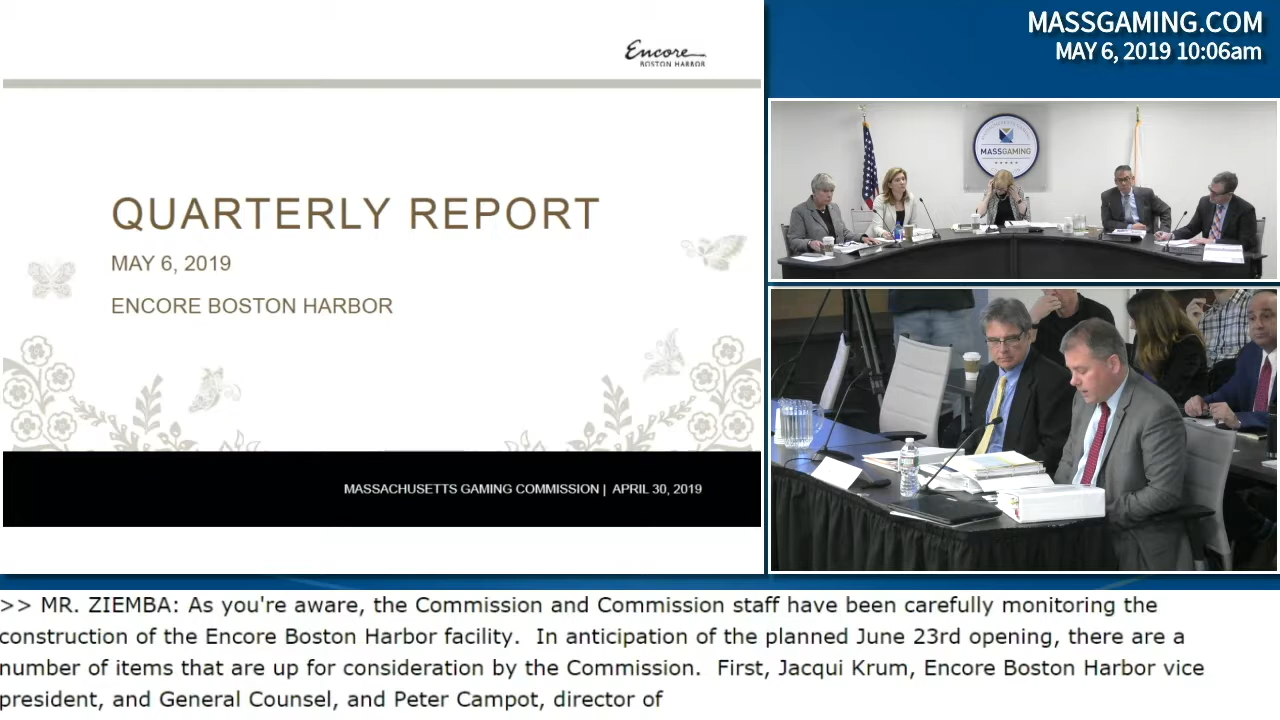 Encore
BOSTON HARBOR
QUARTERLY REPORT
MAY 6, 2019
ENCORE BOSTON HARBOR
MASSACHUSETTS GAMING COMMISSION | APRIL 30, 2019
MASSGAMING.COM
MAY 6, 2019 10:06am
MASSGAMING
>> MR. ZIEMBA: As you're aware, the Commission and Commission staff have been carefully monitoring the
construction of the Encore Boston Harbor facility.  In anticipation of the planned June 23rd opening, there are a
number of items that are up for consideration by the Commission.  First, Jacqui Krum, Encore Boston Harbor vice
president, and General Counsel, and Peter Campot, director of